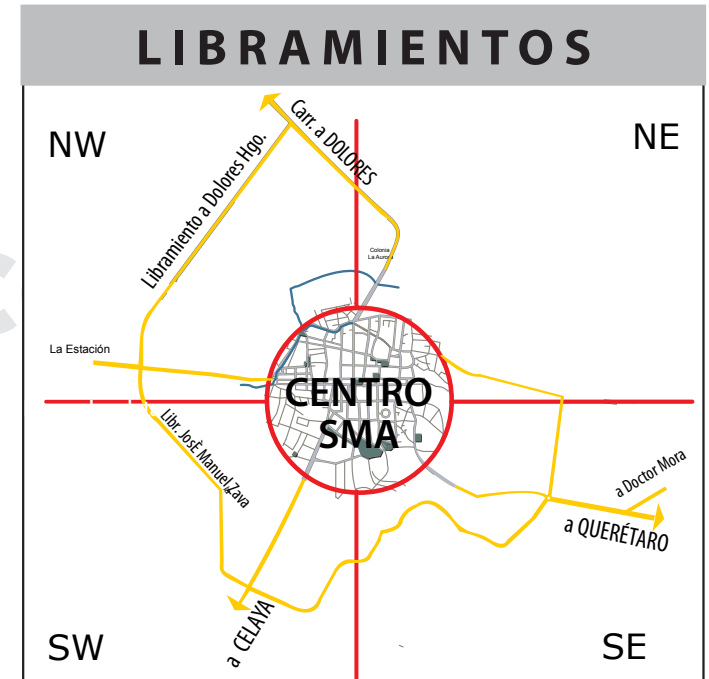 LIBRAMIENTOS
NW
NE
Carr. a DOLORES
Libramiento a Dolores Hgo.
Colonia
La Aurora
La Estación
CENTRO
SMA
Libr. JosÈ Manuel Zava
a Doctor Mora
a QUERÉTARO
a CELAYA
SW
SE